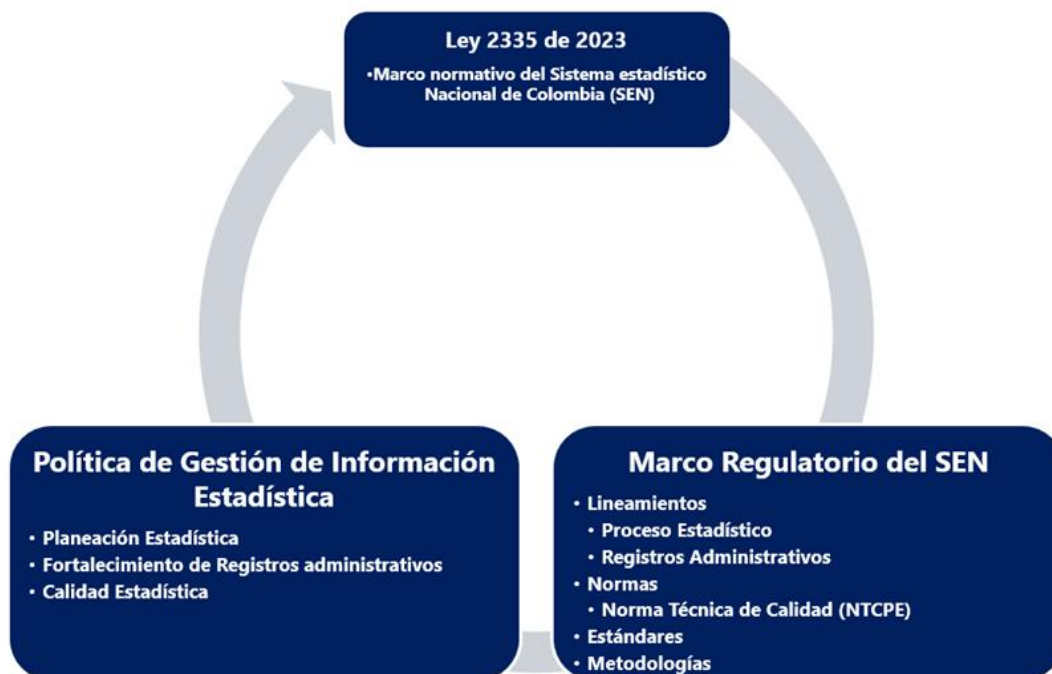 Ley 2335 de 2023
•Marco normativo del Sistema estadístico
Nacional de Colombia (SEN)
Política de Gestión de Información
Estadística
• Planeación Estadística
• Fortalecimiento de Registros administrativos
• Calidad Estadística
Marco Regulatorio del SEN
• Lineamientos
• Proceso Estadístico
• Registros Administrativos
• Normas
• Norma Técnica de Calidad (NTCPE)
• Estándares
• Metodologías